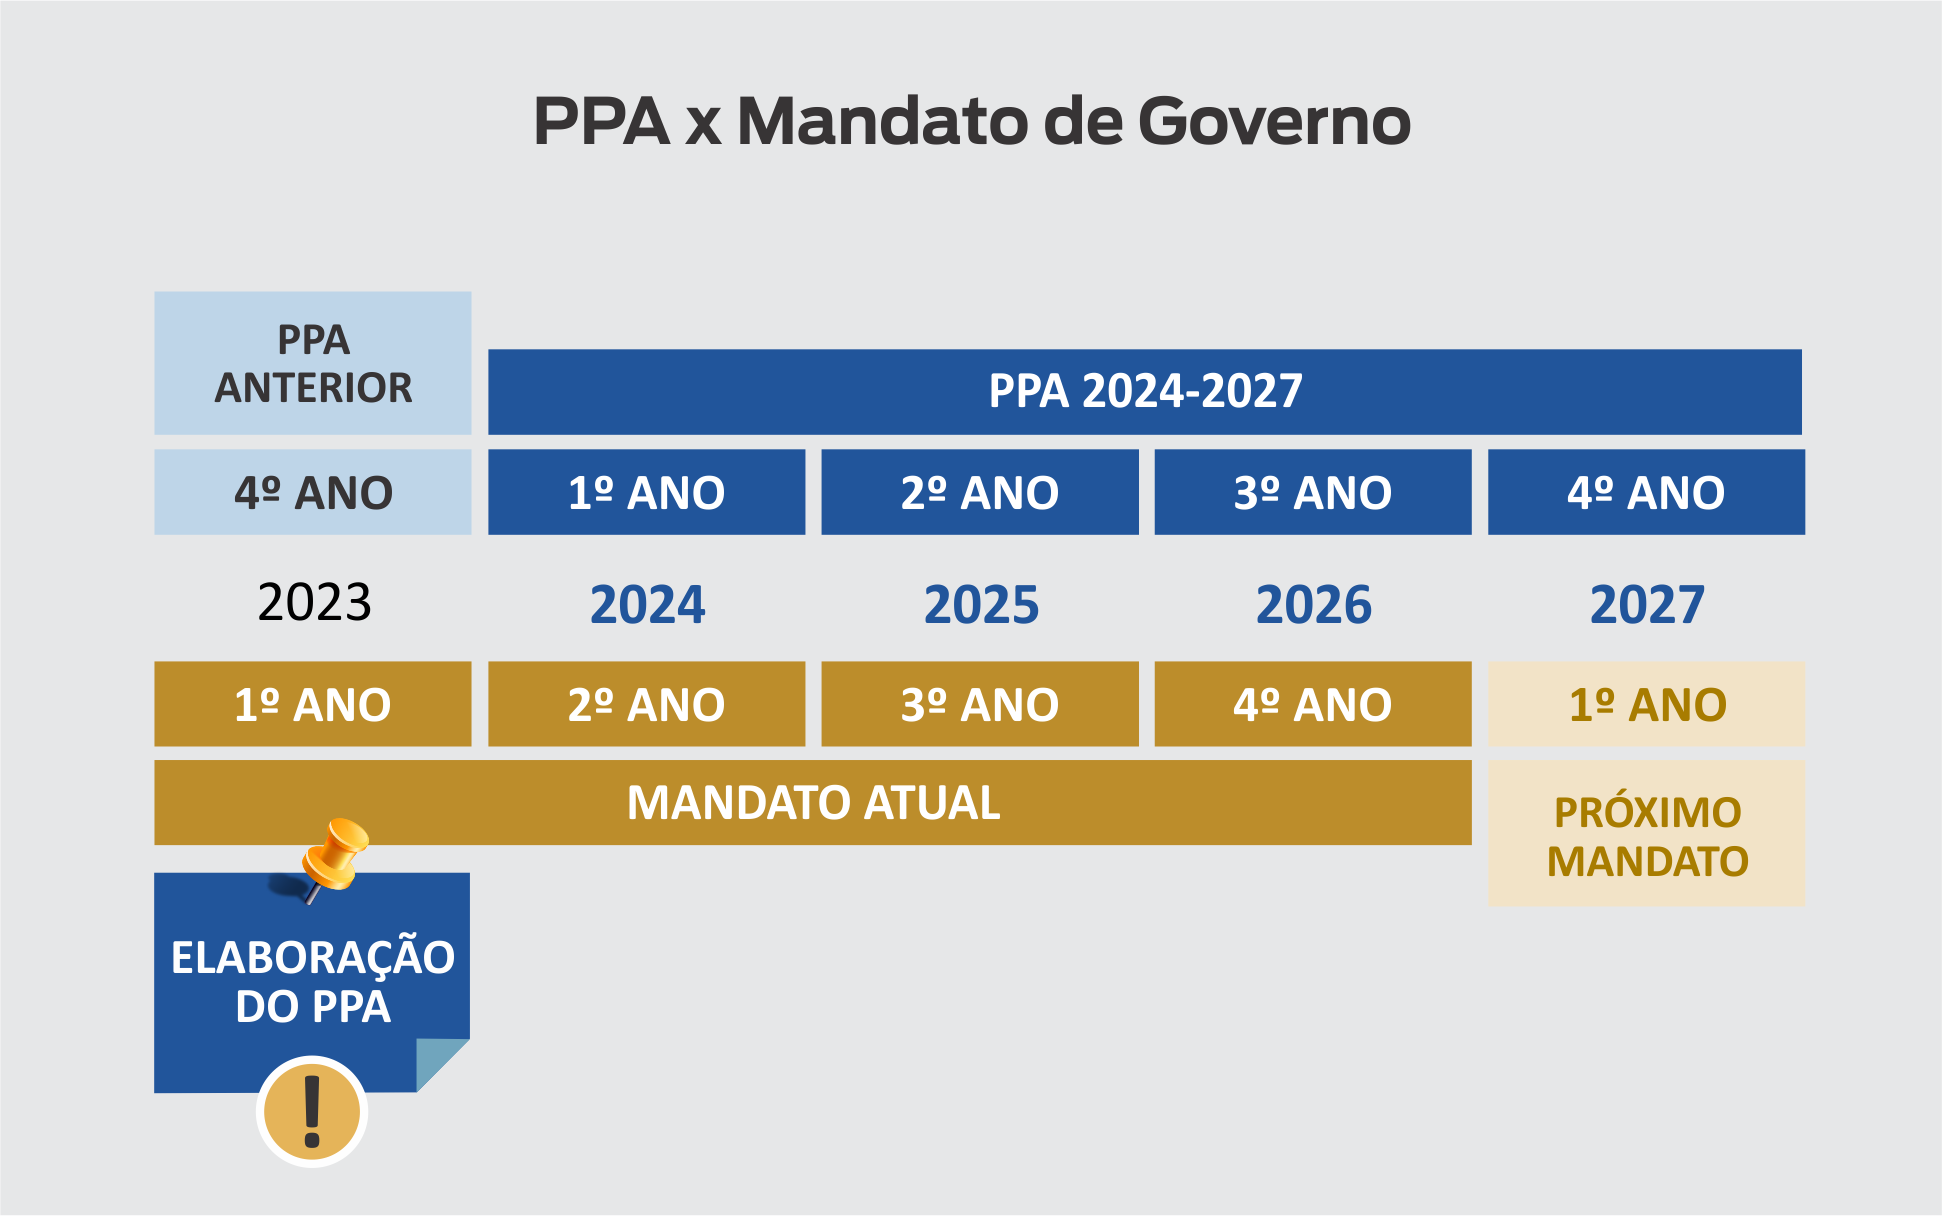 PPA x Mandato de Governo
PPA
ANTERIOR
PPA 2024-2027
4º ANO
1º ANO
2º ANO
3º ANO
4º ANO
2023
2024
2025
2026
2027
1º ANO
2º ANO
3º ANO
4º ANO
1º ANO
MANDATO ATUAL
PRÓXIMO
MANDATO
ELABORAÇÃO
DO PPA
!